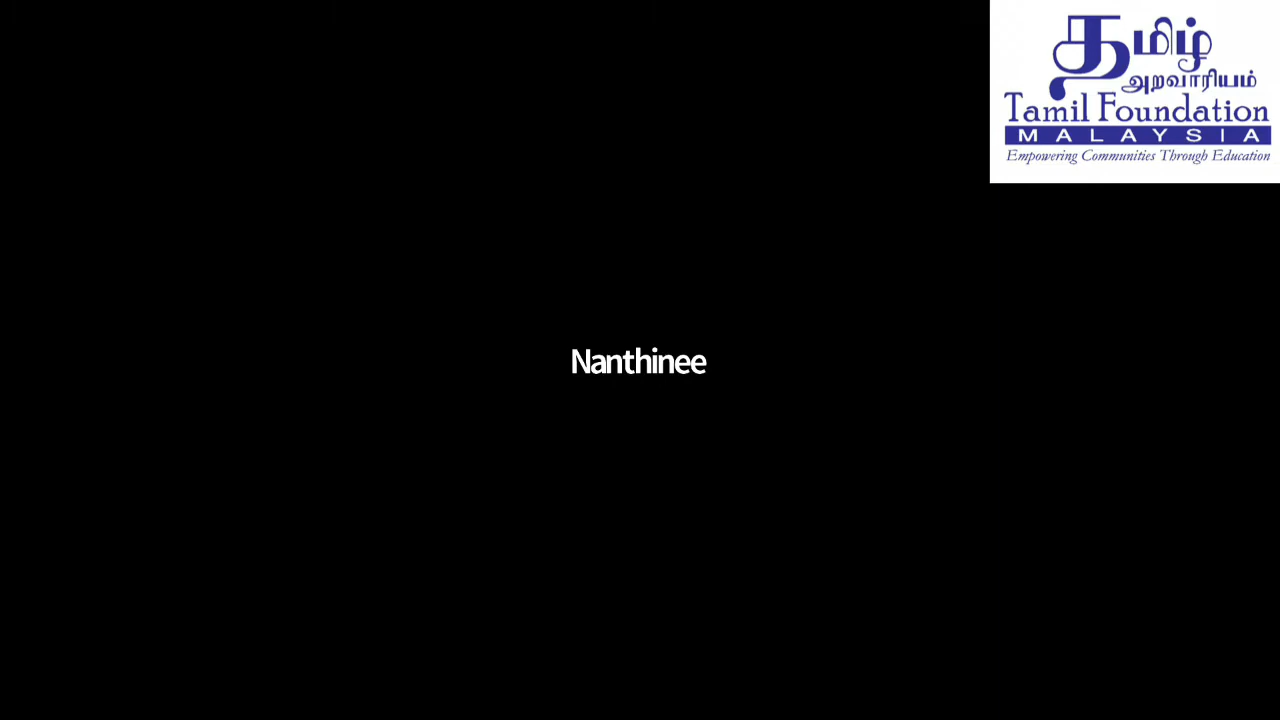 தமிழ்
அறவாரியம்
Tamil Foundation
MALAYSIA
Empowering Communities Through Education
Nanthinee